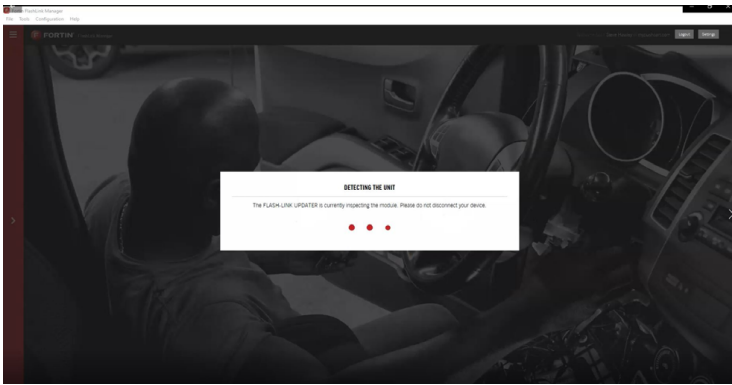 FlashLink Manager
File Tools Configuration Help
FORTIN
Logout Settings
DETECTING THE UNIT
The FLASH-LINK UPDATER is currently inspecting the module. Please do not disconnect your device.